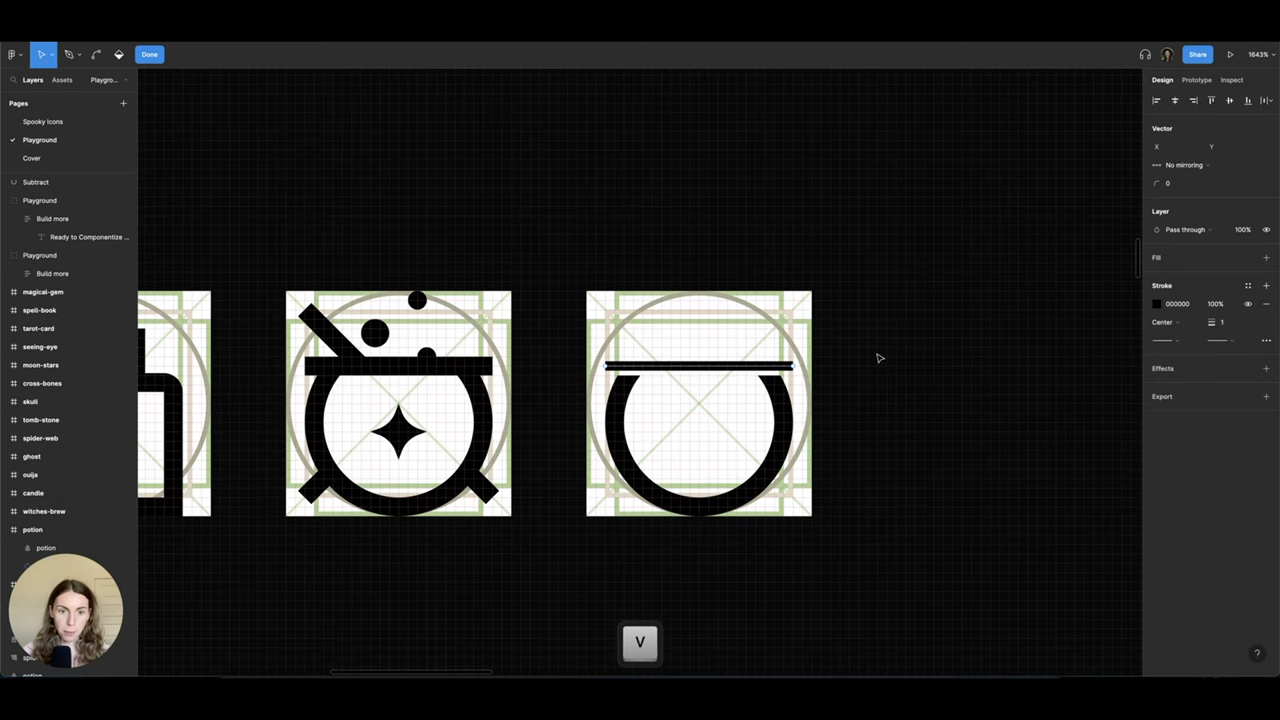 Done
Share
1643%
Layers
Assets
Playgro...
Design
Prototype
Inspect
Pages
Spooky Icons
Playground
Cover
Subtract
Playground
Build more
Ready to Componentize ...
Playground
Build more
magical-gem
spell-book
tarot-card
seeing-eye
moon-stars
cross-bones
skull
tomb-stone
spider-web
ghost
ouija
candle
witches-brew
potion
potion
Vector
X
Y
No mirroring
0
Layer
Pass through
100%
Fill
Stroke
000000
100%
Center
1
Effects
Export
V
?